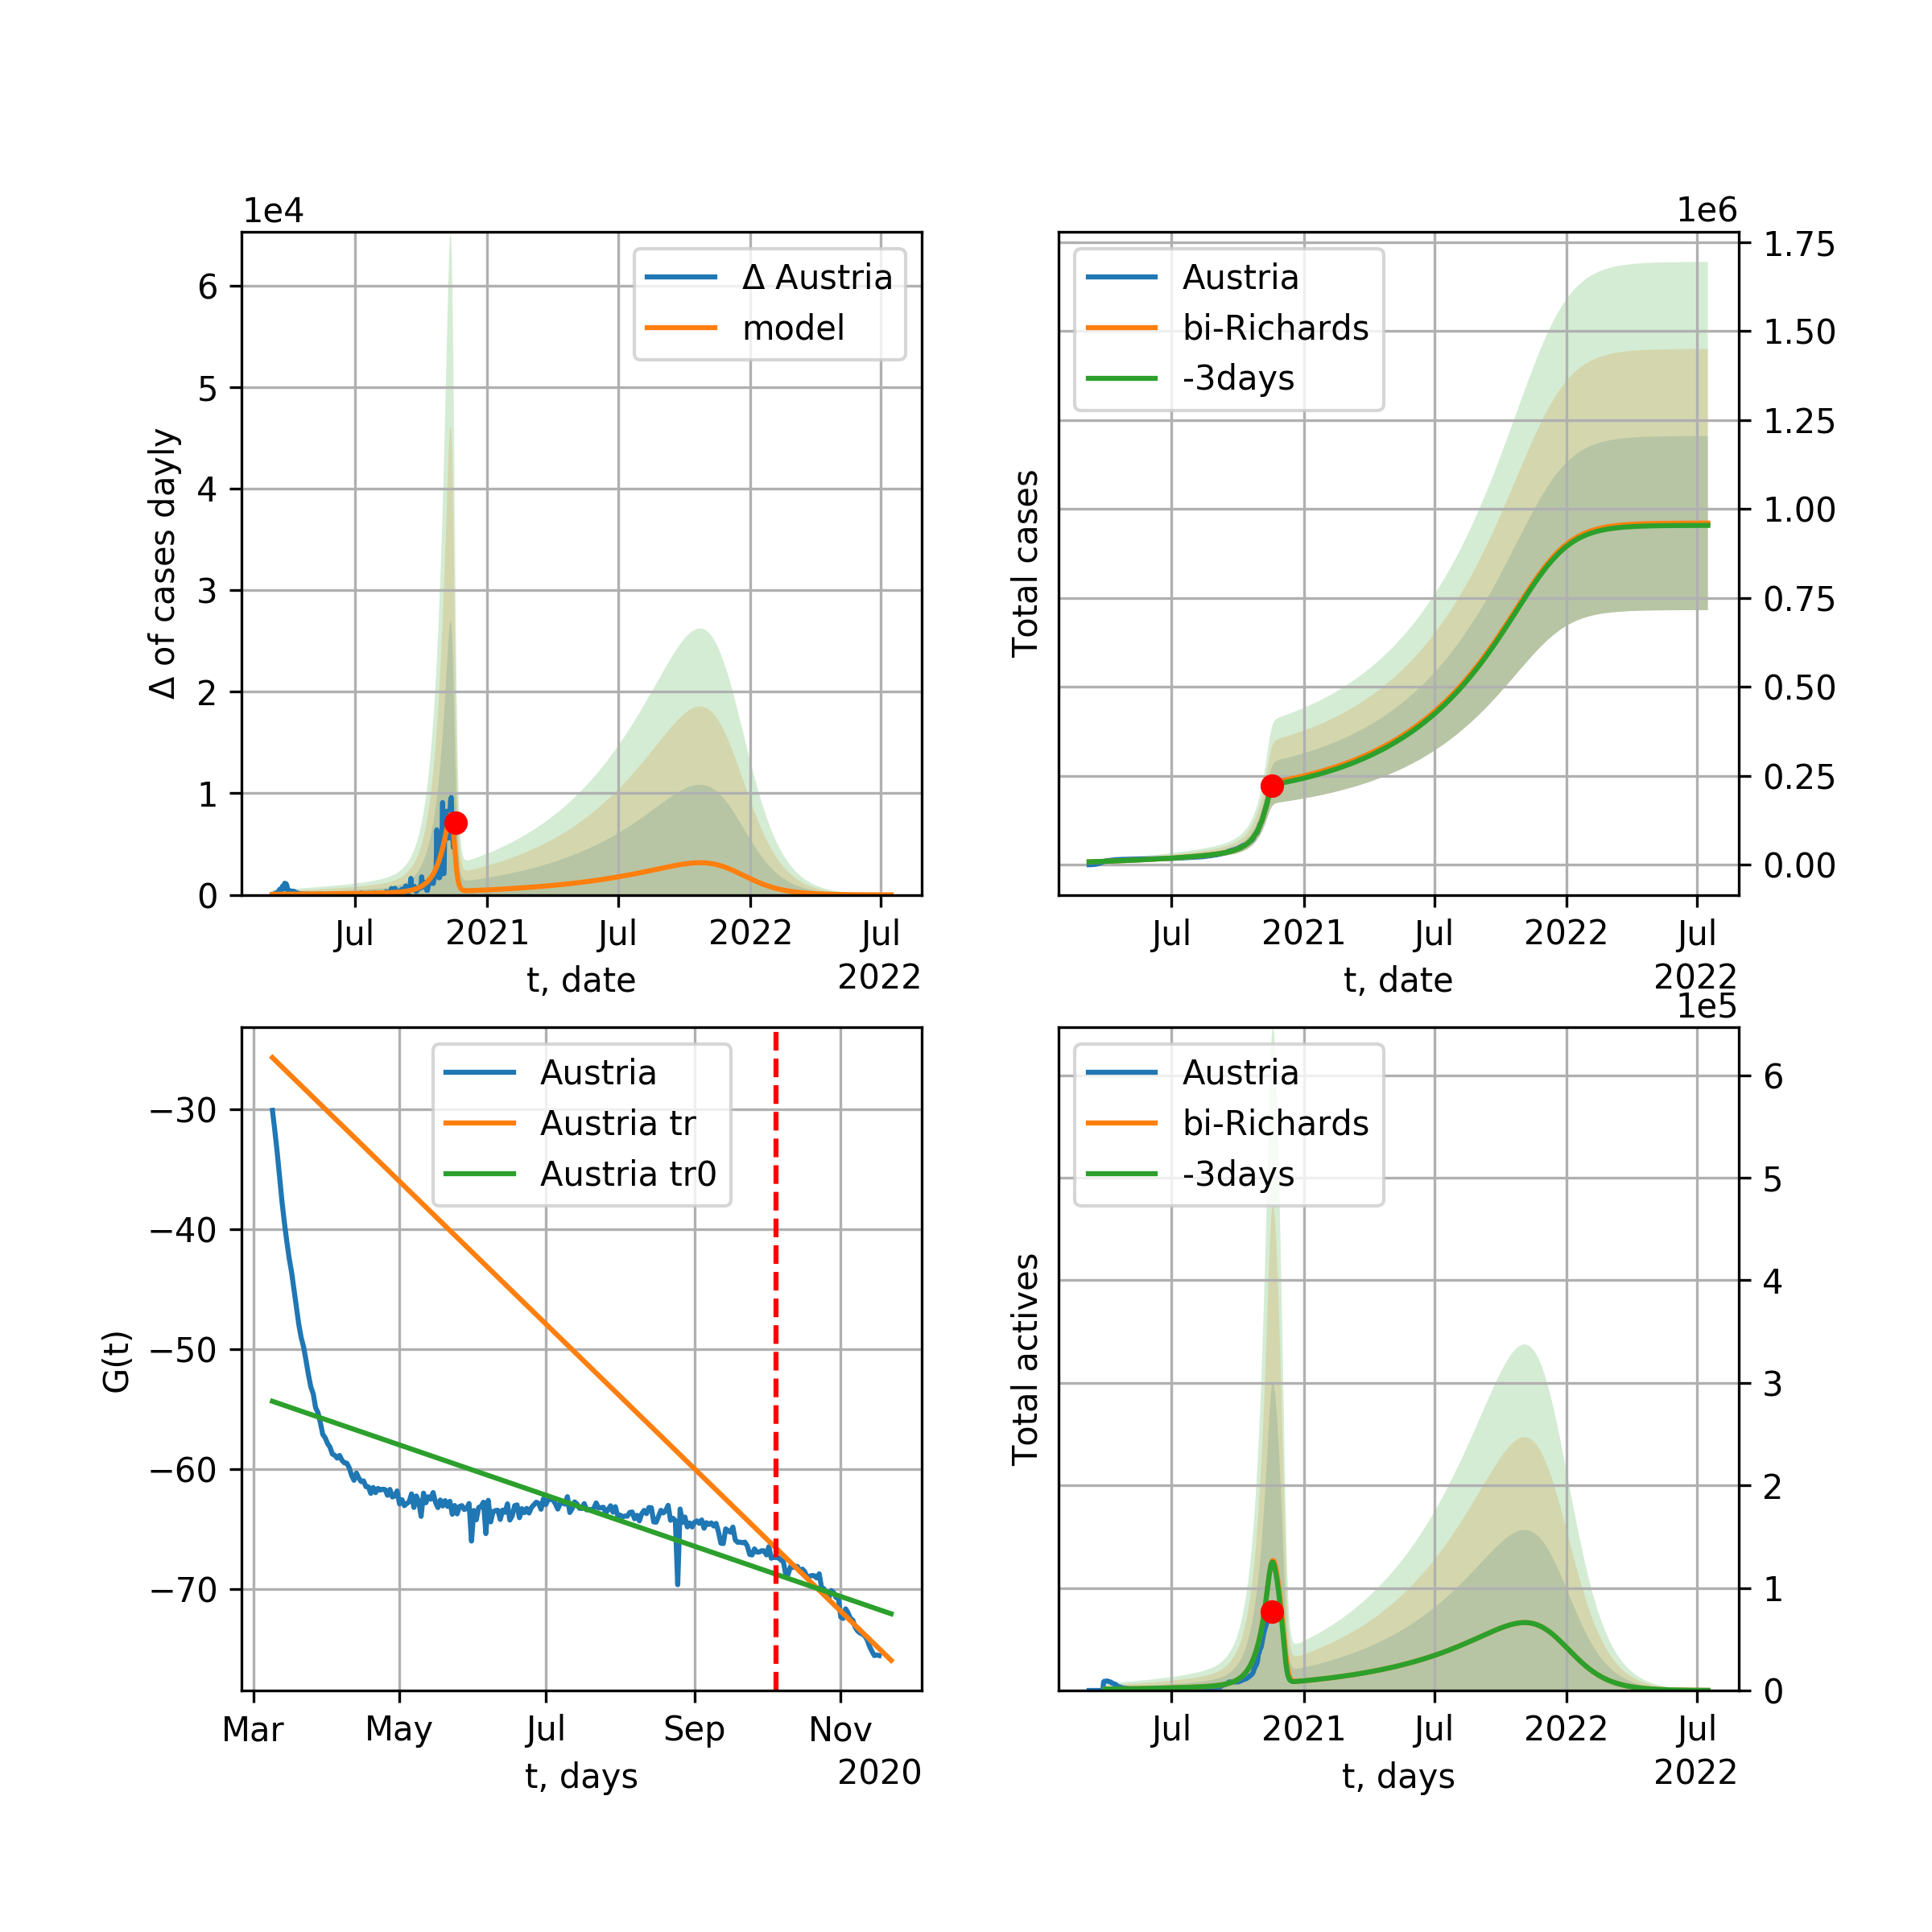 1e4
Δ of cases dayly
6
5
4
3
2
1
0
Δ Austria
model
Jul 2021 Jul 2022 Jul
t, date
2022
1e6
Total cases
Austria
bi-Richards
-3days
1.75
1.50
1.25
1.00
0.75
0.50
0.25
0.00
Jul 2021 Jul 2022 Jul
t, date
2022
G(t)
−30
−40
−50
−60
−70
Austria
Austria tr
Austria tr0
Mar May Jul Sep Nov
t, days
2020
1e5
Total actives
Austria
bi-Richards
-3days
6
5
4
3
2
1
0
Jul 2021 Jul 2022 Jul
t, days
2022